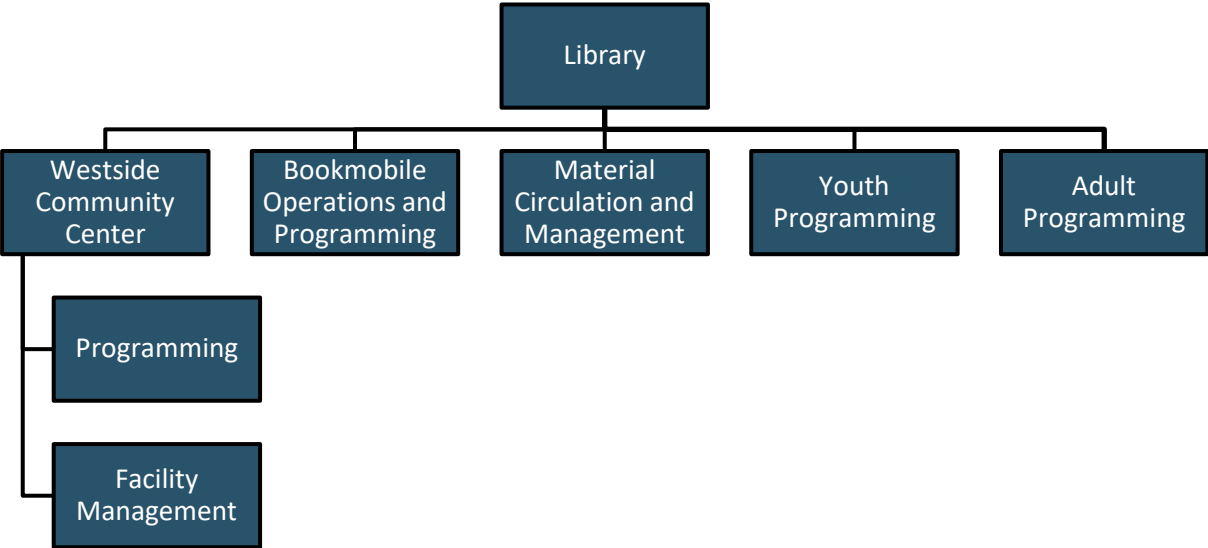 Library
Westside
Community
Center
Bookmobile
Operations and
Programming
Material
Circulation and
Management
Youth
Programming
Adult
Programming
Programming
Facility
Management